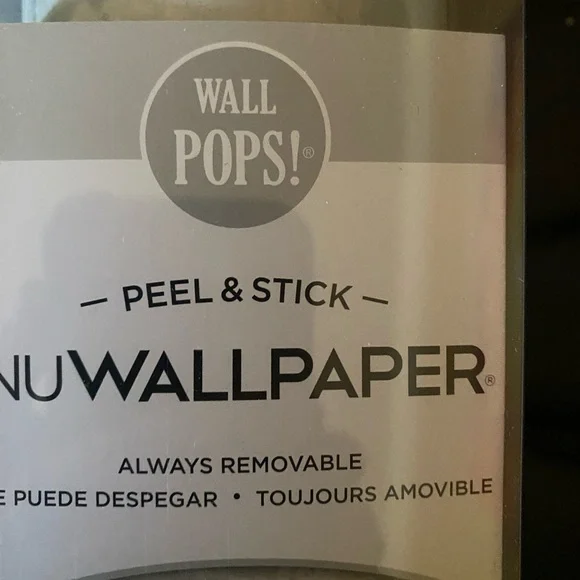 WALL
POPS!®
— PEEL & STICK —
NUWALLPAPER®
ALWAYS REMOVABLE
E PUEDE DESPEGAR • TOUJOURS AMOVIBLE